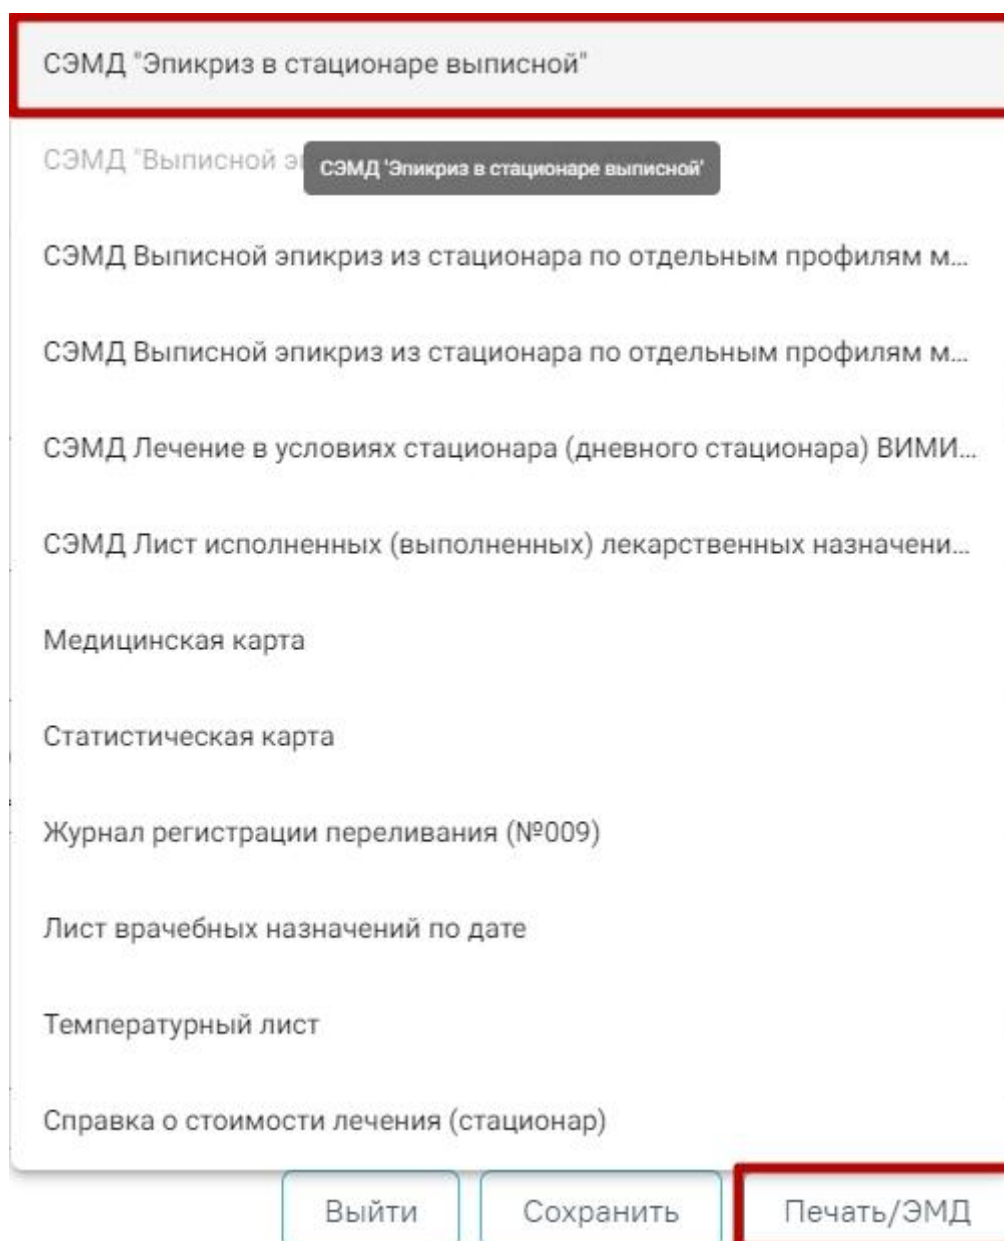 СЭМД "Эпикриз в стационаре выписной"
СЭМД "Выписной
СЭМД 'Эпикриз в стационаре выписной'
СЭМД Выписной эпикриз из стационара по отдельным профилям м...
СЭМД Выписной эпикриз из стационара по отдельным профилям м...
СЭМД Лечение в условиях стационара (дневного стационара) ВИМИ...
СЭМД Лист исполненных (выполненных) лекарственных назначени...
Медицинская карта
Статистическая карта
Журнал регистрации переливания (№009)
Лист врачебных назначений по дате
Температурный лист
Справка о стоимости лечения (стационар)
Выйти
Сохранить
Печать/ЭМД